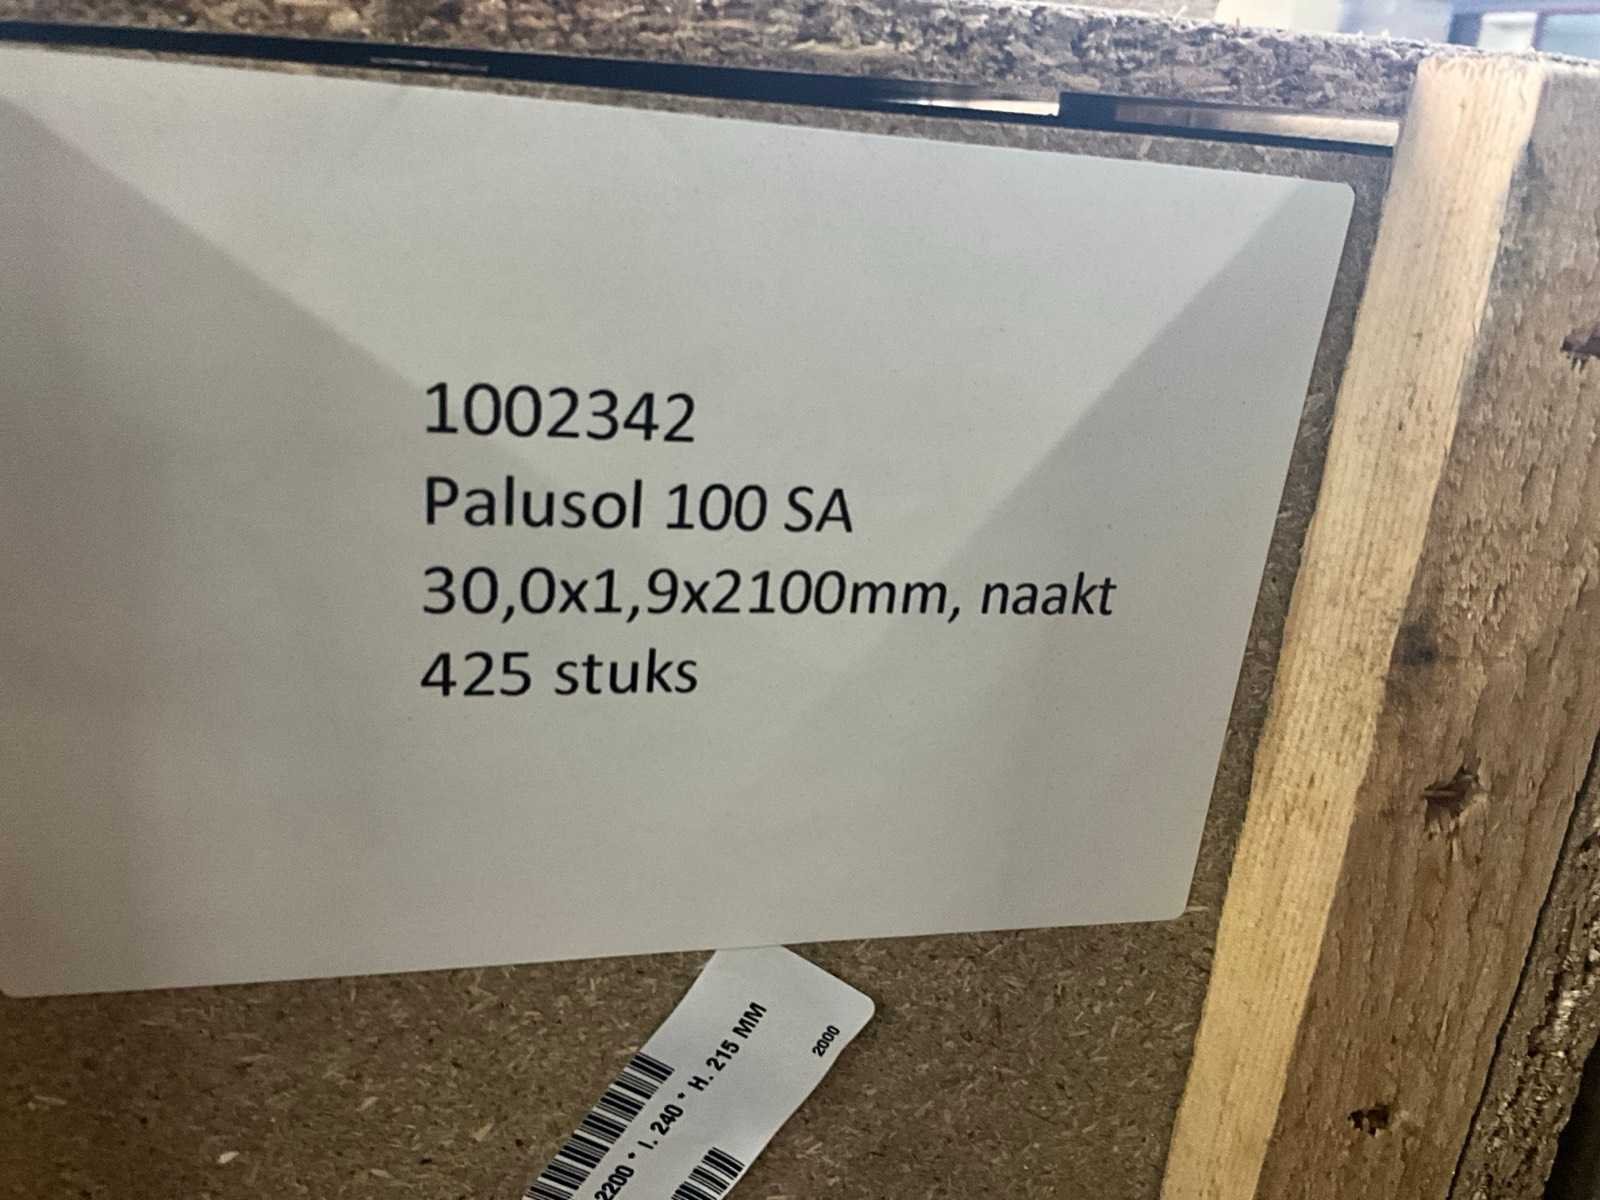 1002342
Palusol 100 SA
30,0x1,9x2100mm, naakt
425 stuks
2200 * l. 240 * H. 215 MM
2000